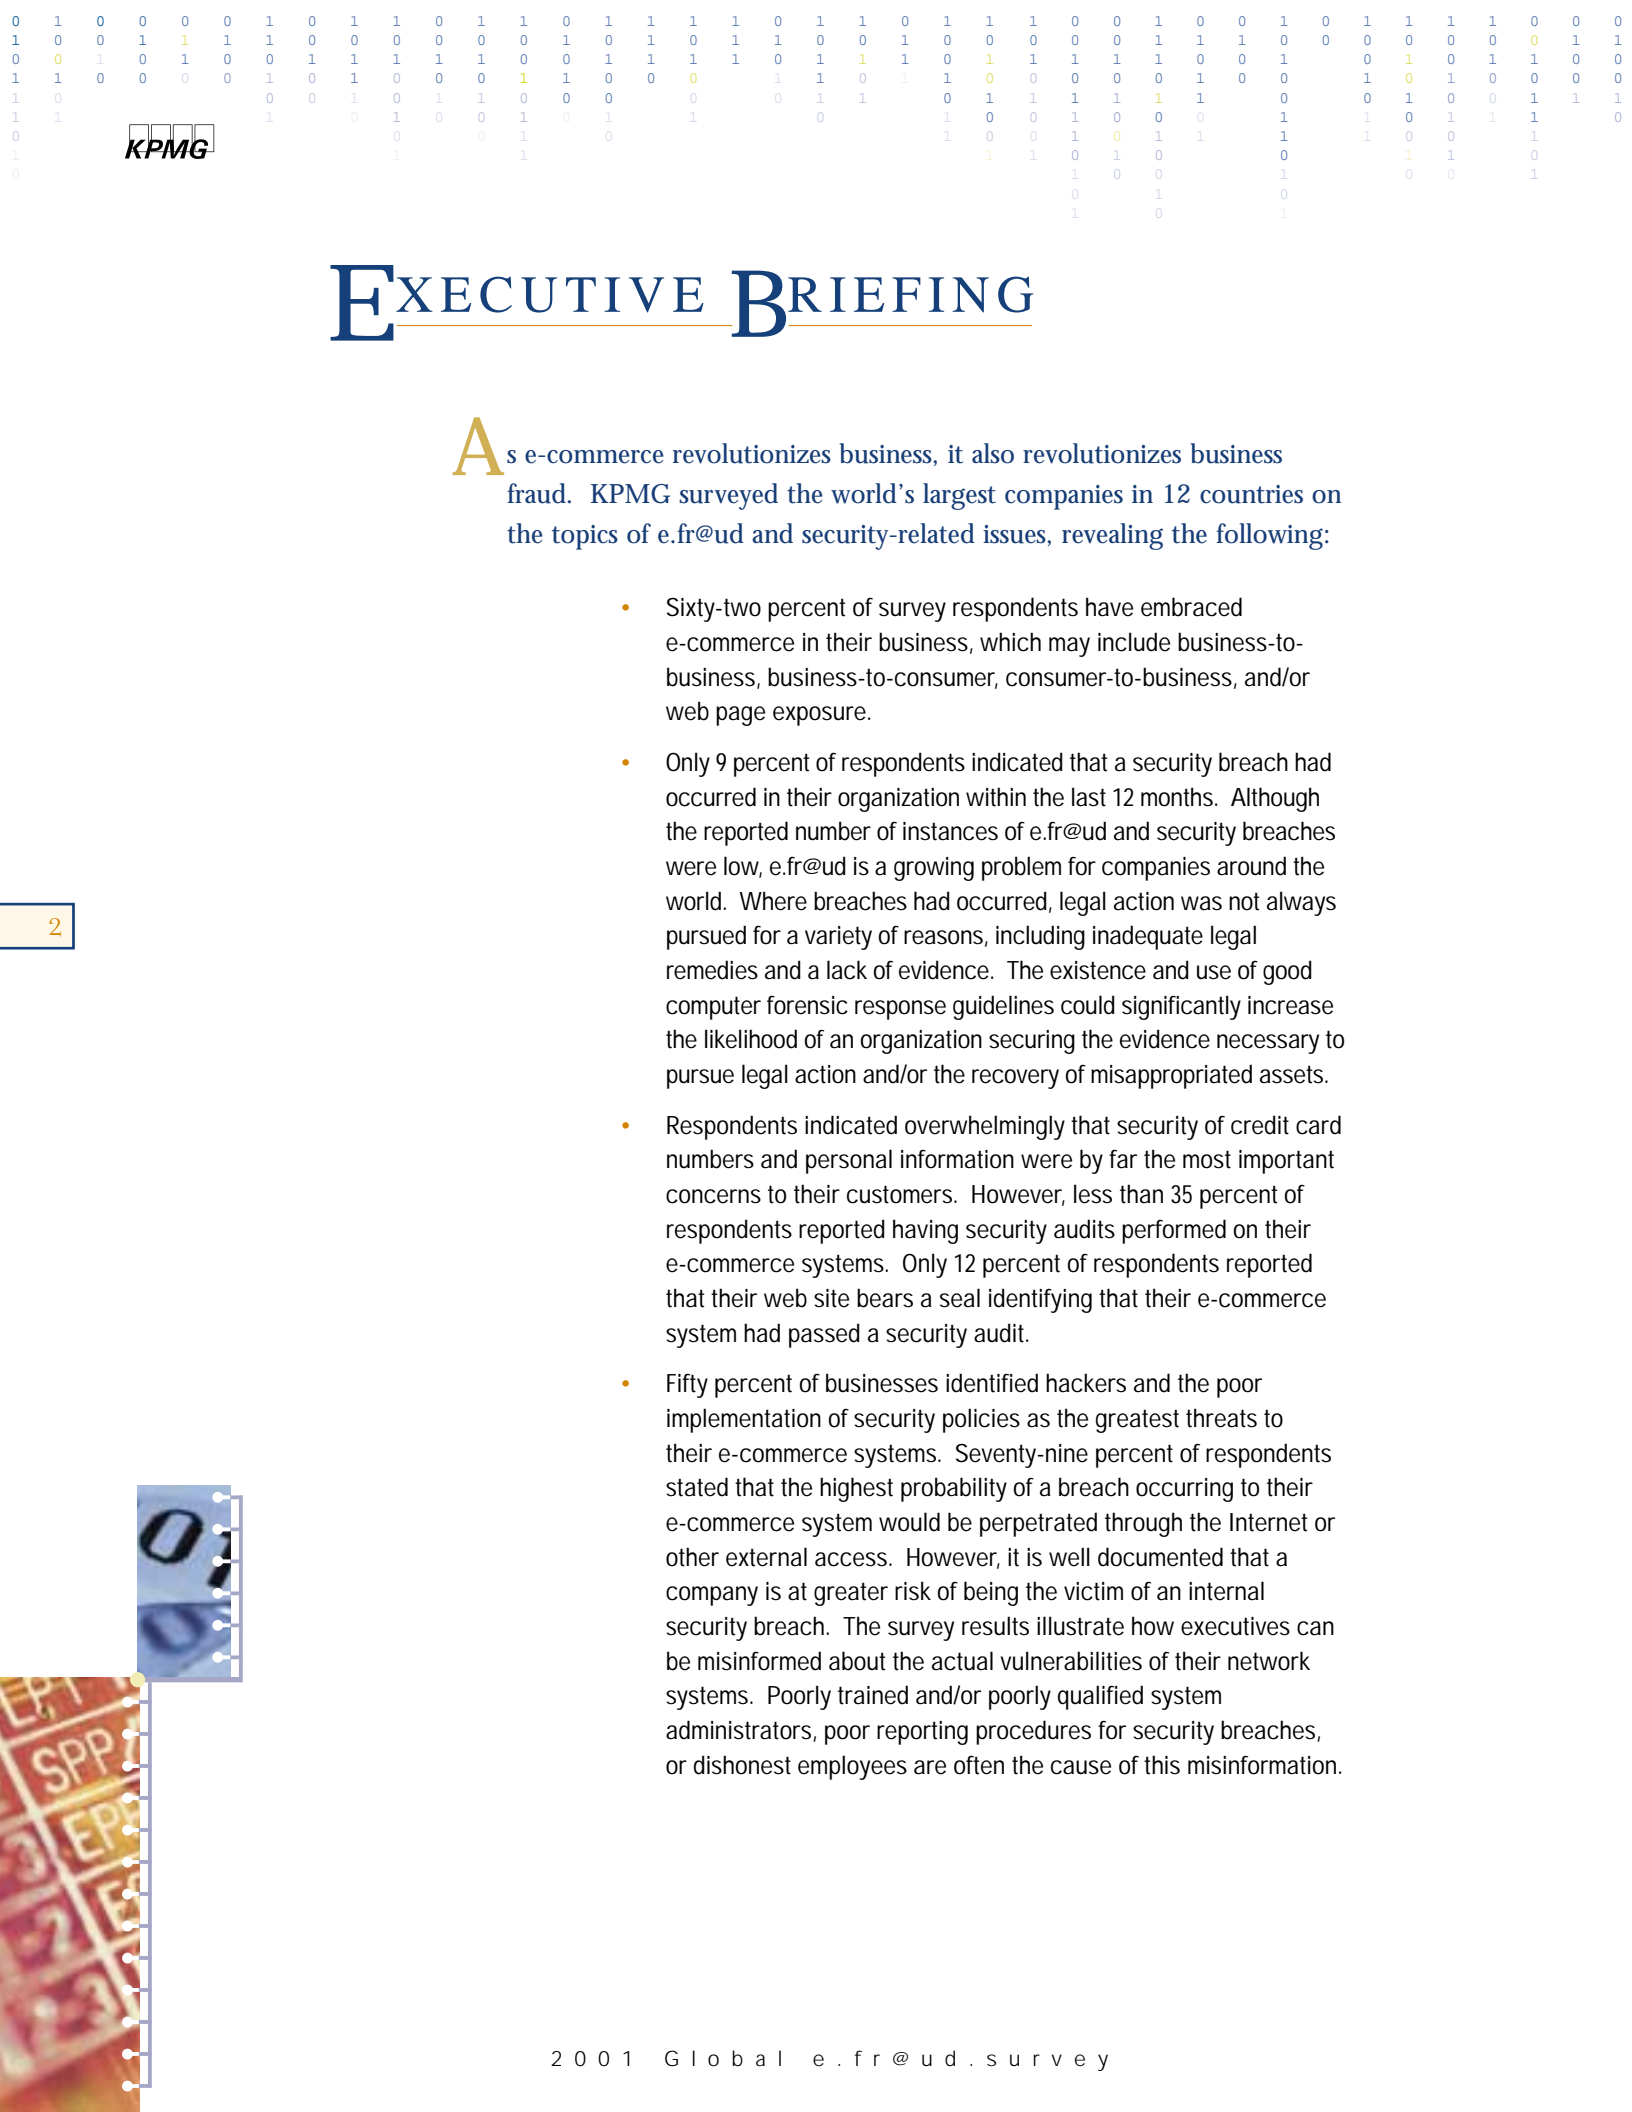 KPMG
EXECUTIVE BRIEFING
As e-commerce revolutionizes business, it also revolutionizes business
fraud.  KPMG surveyed the world's largest companies in 12 countries on
the topics of e.fr@ud and security-related issues, revealing the following:
• Sixty-two percent of survey respondents have embraced
e-commerce in their business, which may include business-to-
business, business-to-consumer, consumer-to-business, and/or
web page exposure.
• Only 9 percent of respondents indicated that a security breach had
occurred in their organization within the last 12 months.  Although
the reported number of instances of e.fr@ud and security breaches
were low, e.fr@ud is a growing problem for companies around the
world.  Where breaches had occurred, legal action was not always
pursued for a variety of reasons, including inadequate legal
remedies and a lack of evidence.  The existence and use of good
computer forensic response guidelines could significantly increase
the likelihood of an organization securing the evidence necessary to
pursue legal action and/or the recovery of misappropriated assets.
• Respondents indicated overwhelmingly that security of credit card
numbers and personal information were by far the most important
concerns to their customers.  However, less than 35 percent of
respondents reported having security audits performed on their
e-commerce systems.  Only 12 percent of respondents reported
that their web site bears a seal identifying that their e-commerce
system had passed a security audit.
• Fifty percent of businesses identified hackers and the poor
implementation of security policies as the greatest threats to
their e-commerce systems.  Seventy-nine percent of respondents
stated that the highest probability of a breach occurring to their
e-commerce system would be perpetrated through the Internet or
other external access.  However, it is well documented that a
company is at greater risk of being the victim of an internal
security breach.  The survey results illustrate how executives can
be misinformed about the actual vulnerabilities of their network
systems.  Poorly trained and/or poorly qualified system
administrators, poor reporting procedures for security breaches,
or dishonest employees are often the cause of this misinformation.
2
SPP
2001 Global e.fr@ud.survey